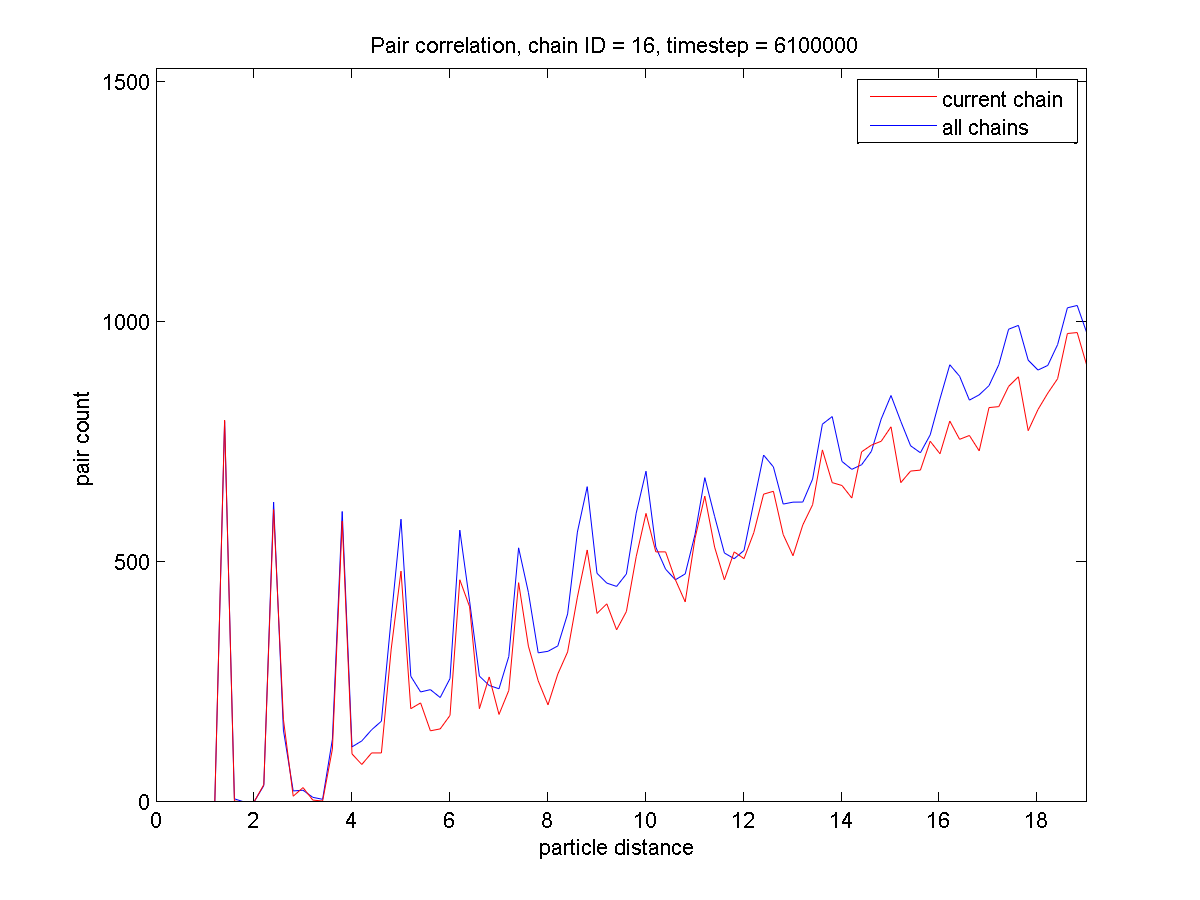 Pair correlation, chain ID = 16, timestep = 6100000
1500
current chain
all chains
1000
pair count
500
0
0 2 4 6 8 10 12 14 16 18
particle distance